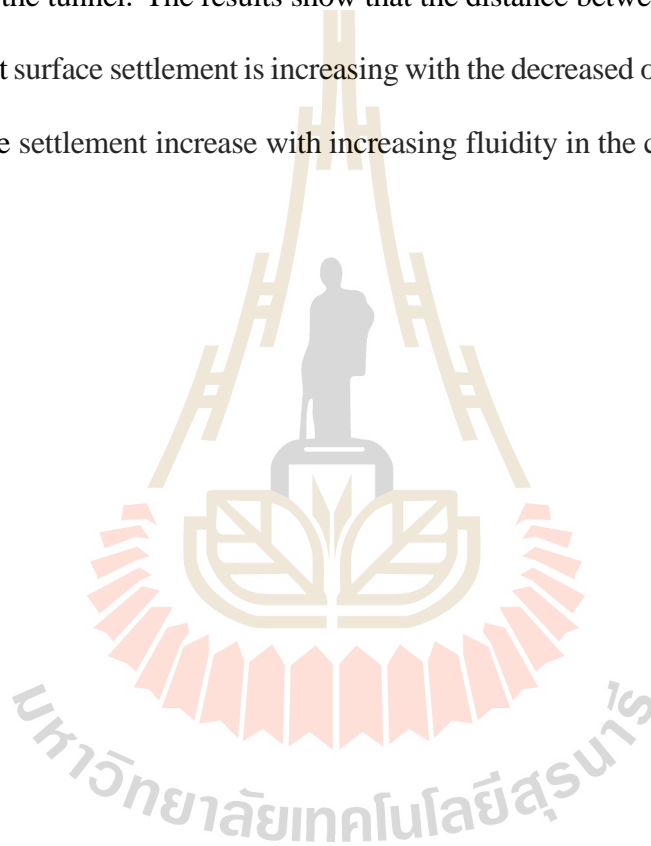 the tunnel. The results show that the distance betwe
t surface settlement is increasing with the decreased o
e settlement increase with increasing fluidity in the c
มหาวิทยาลัยเทคโนโลยีสุรนารี